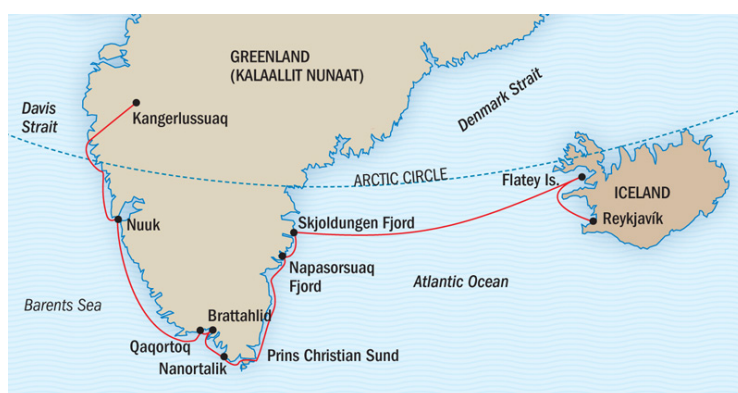 GREENLAND
(KALAALLIT NUNAAT)
Davis
Strait
Kangerlussuaq
Denmark Strait
ARCTIC CIRCLE
Flatey Is.
ICELAND
Reykjavík
Nuuk
Skjoldungen Fjord
Napasorsuaq
Fjord
Atlantic Ocean
Barents Sea
Brattahlid
Qaqortoq
Nanortalik
Prins Christian Sund